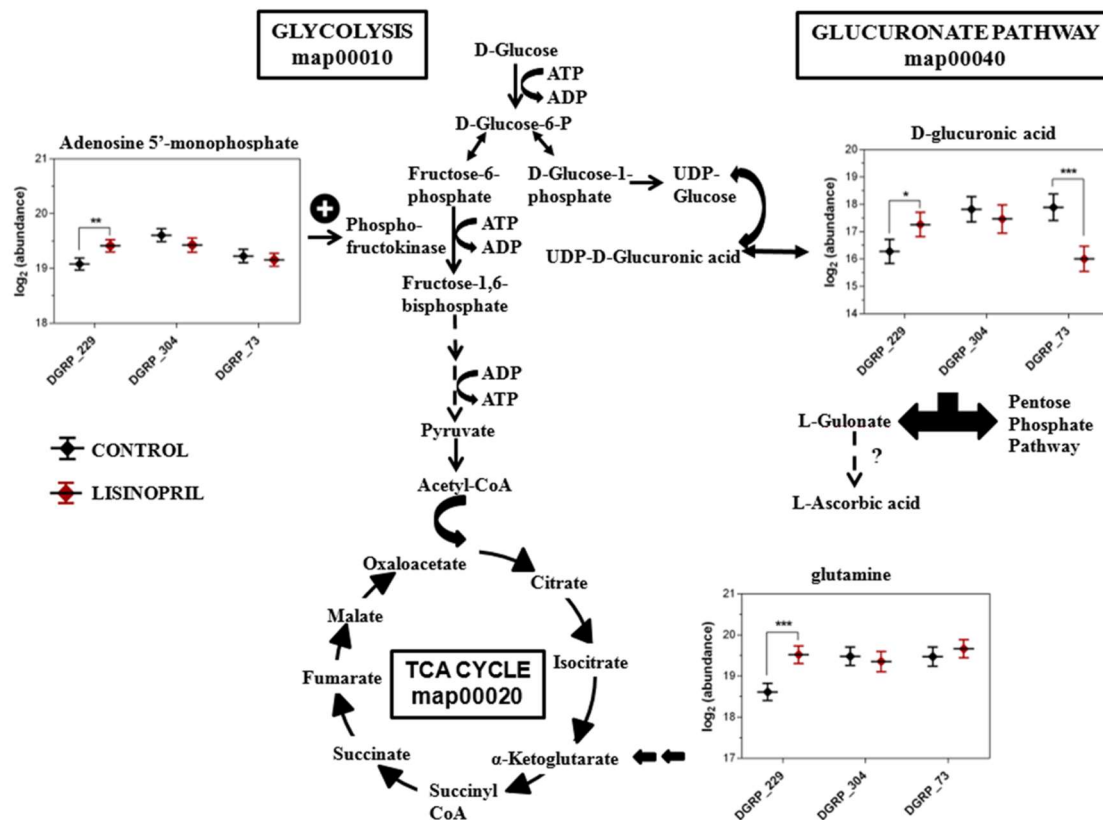 GLYCOLYSIS
map00010
GLUCURONATE PATHWAY
map00040
D-Glucose
ATP
ADP
D-Glucose-6-P
Adenosine 5'-monophosphate
log2 (abundance)
21
20
19
18
DGRP_229
DGRP_304
DGRP_73
**
+
Fructose-6-
phosphate
D-Glucose-1-
phosphate
UDP-
Glucose
Phospho-
fructokinase
ATP
ADP
UDP-D-Glucuronic acid
Fructose-1,6-
bisphosphate
D-glucuronic acid
log2 (abundance)
20
19
18
17
16
15
14
DGRP_229
DGRP_304
DGRP_73
*
***
ADP
ATP
Pyruvate
CONTROL
LISINOPRIL
L-Gulonate
Pentose
Phosphate
Pathway
?
L-Ascorbic acid
Acetyl-CoA
Oxaloacetate
Citrate
Malate
Isocitrate
Fumarate
TCA CYCLE
map00020
Succinate
α-Ketoglutarate
Succinyl
CoA
glutamine
log2 (abundance)
21
20
19
18
17
DGRP_229
DGRP_304
DGRP_73
***